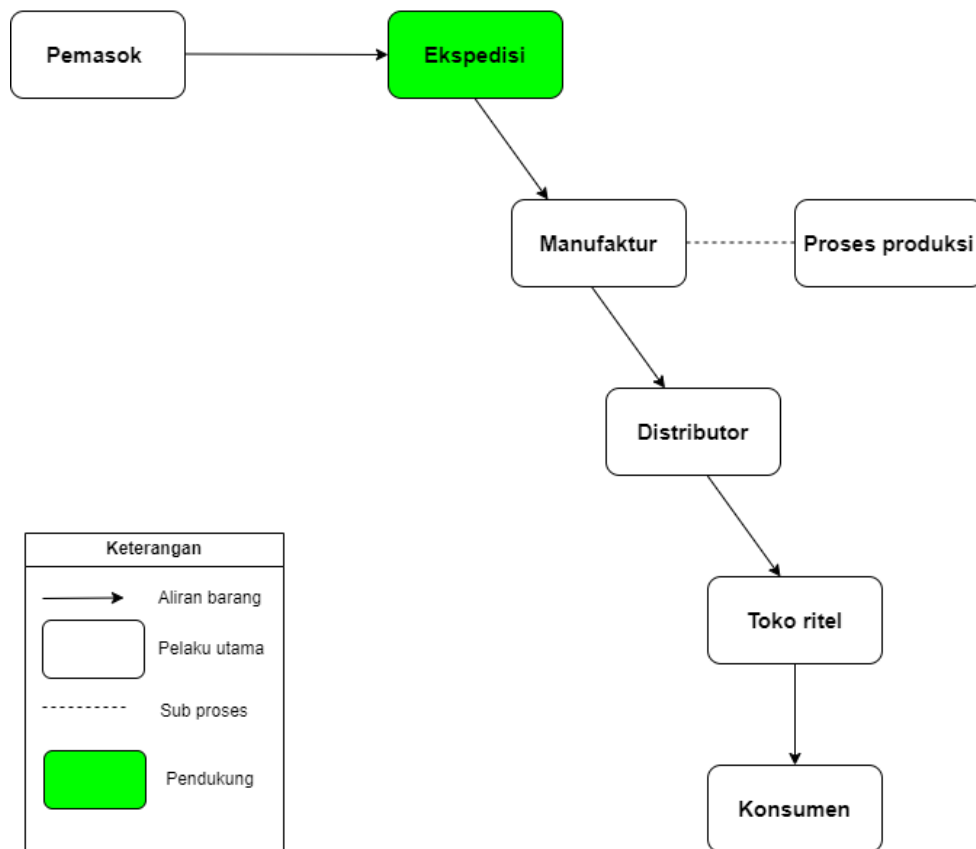 Pemasok
Ekspedisi
Manufaktur
Proses produksi
Distributor
Toko ritel
Konsumen
Keterangan
Aliran barang
Pelaku utama
Sub proses
Pendukung